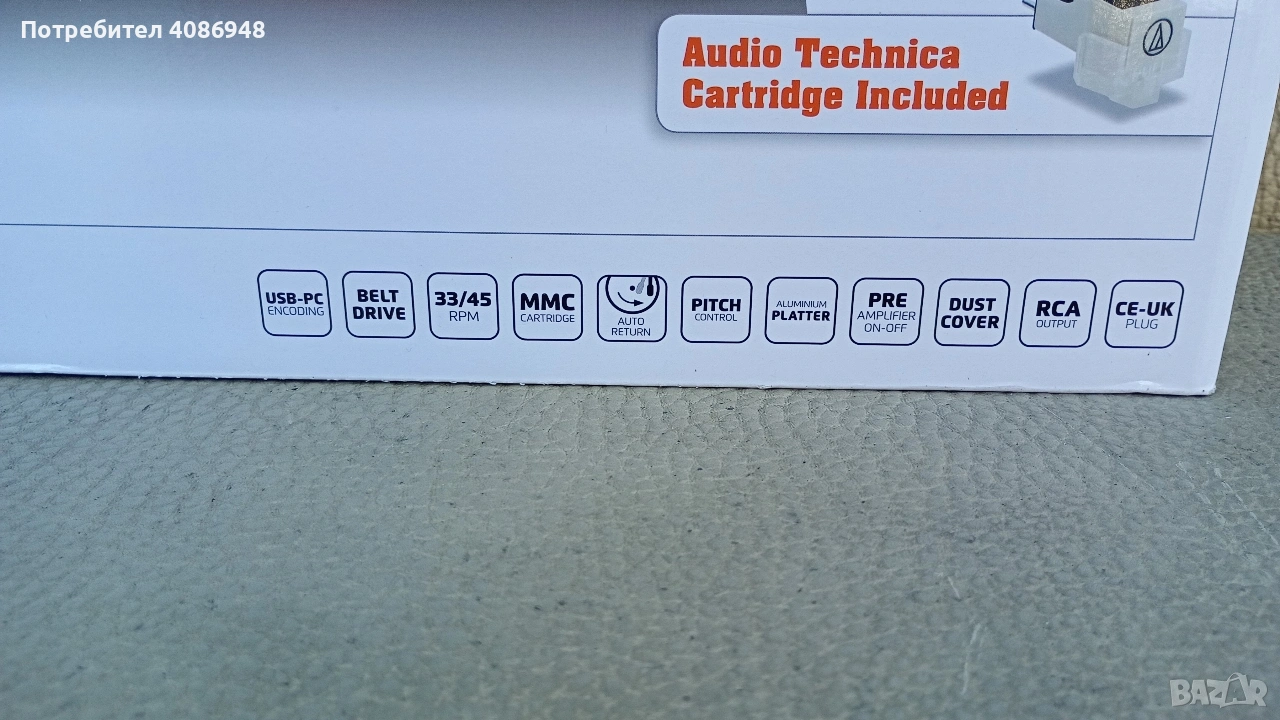 Потребител 4086948
Audio Technica
Cartridge Included
USB-PC
ENCODING
BELT
DRIVE
33/45
RPM
MMC
CARTRIDGE
AUTO
RETURN
PITCH
CONTROL
ALUMINIUM
PLATTER
PRE
AMPLIFIER
ON-OFF
DUST
COVER
RCA
OUTPUT
CE-UK
PLUG
BAZAR